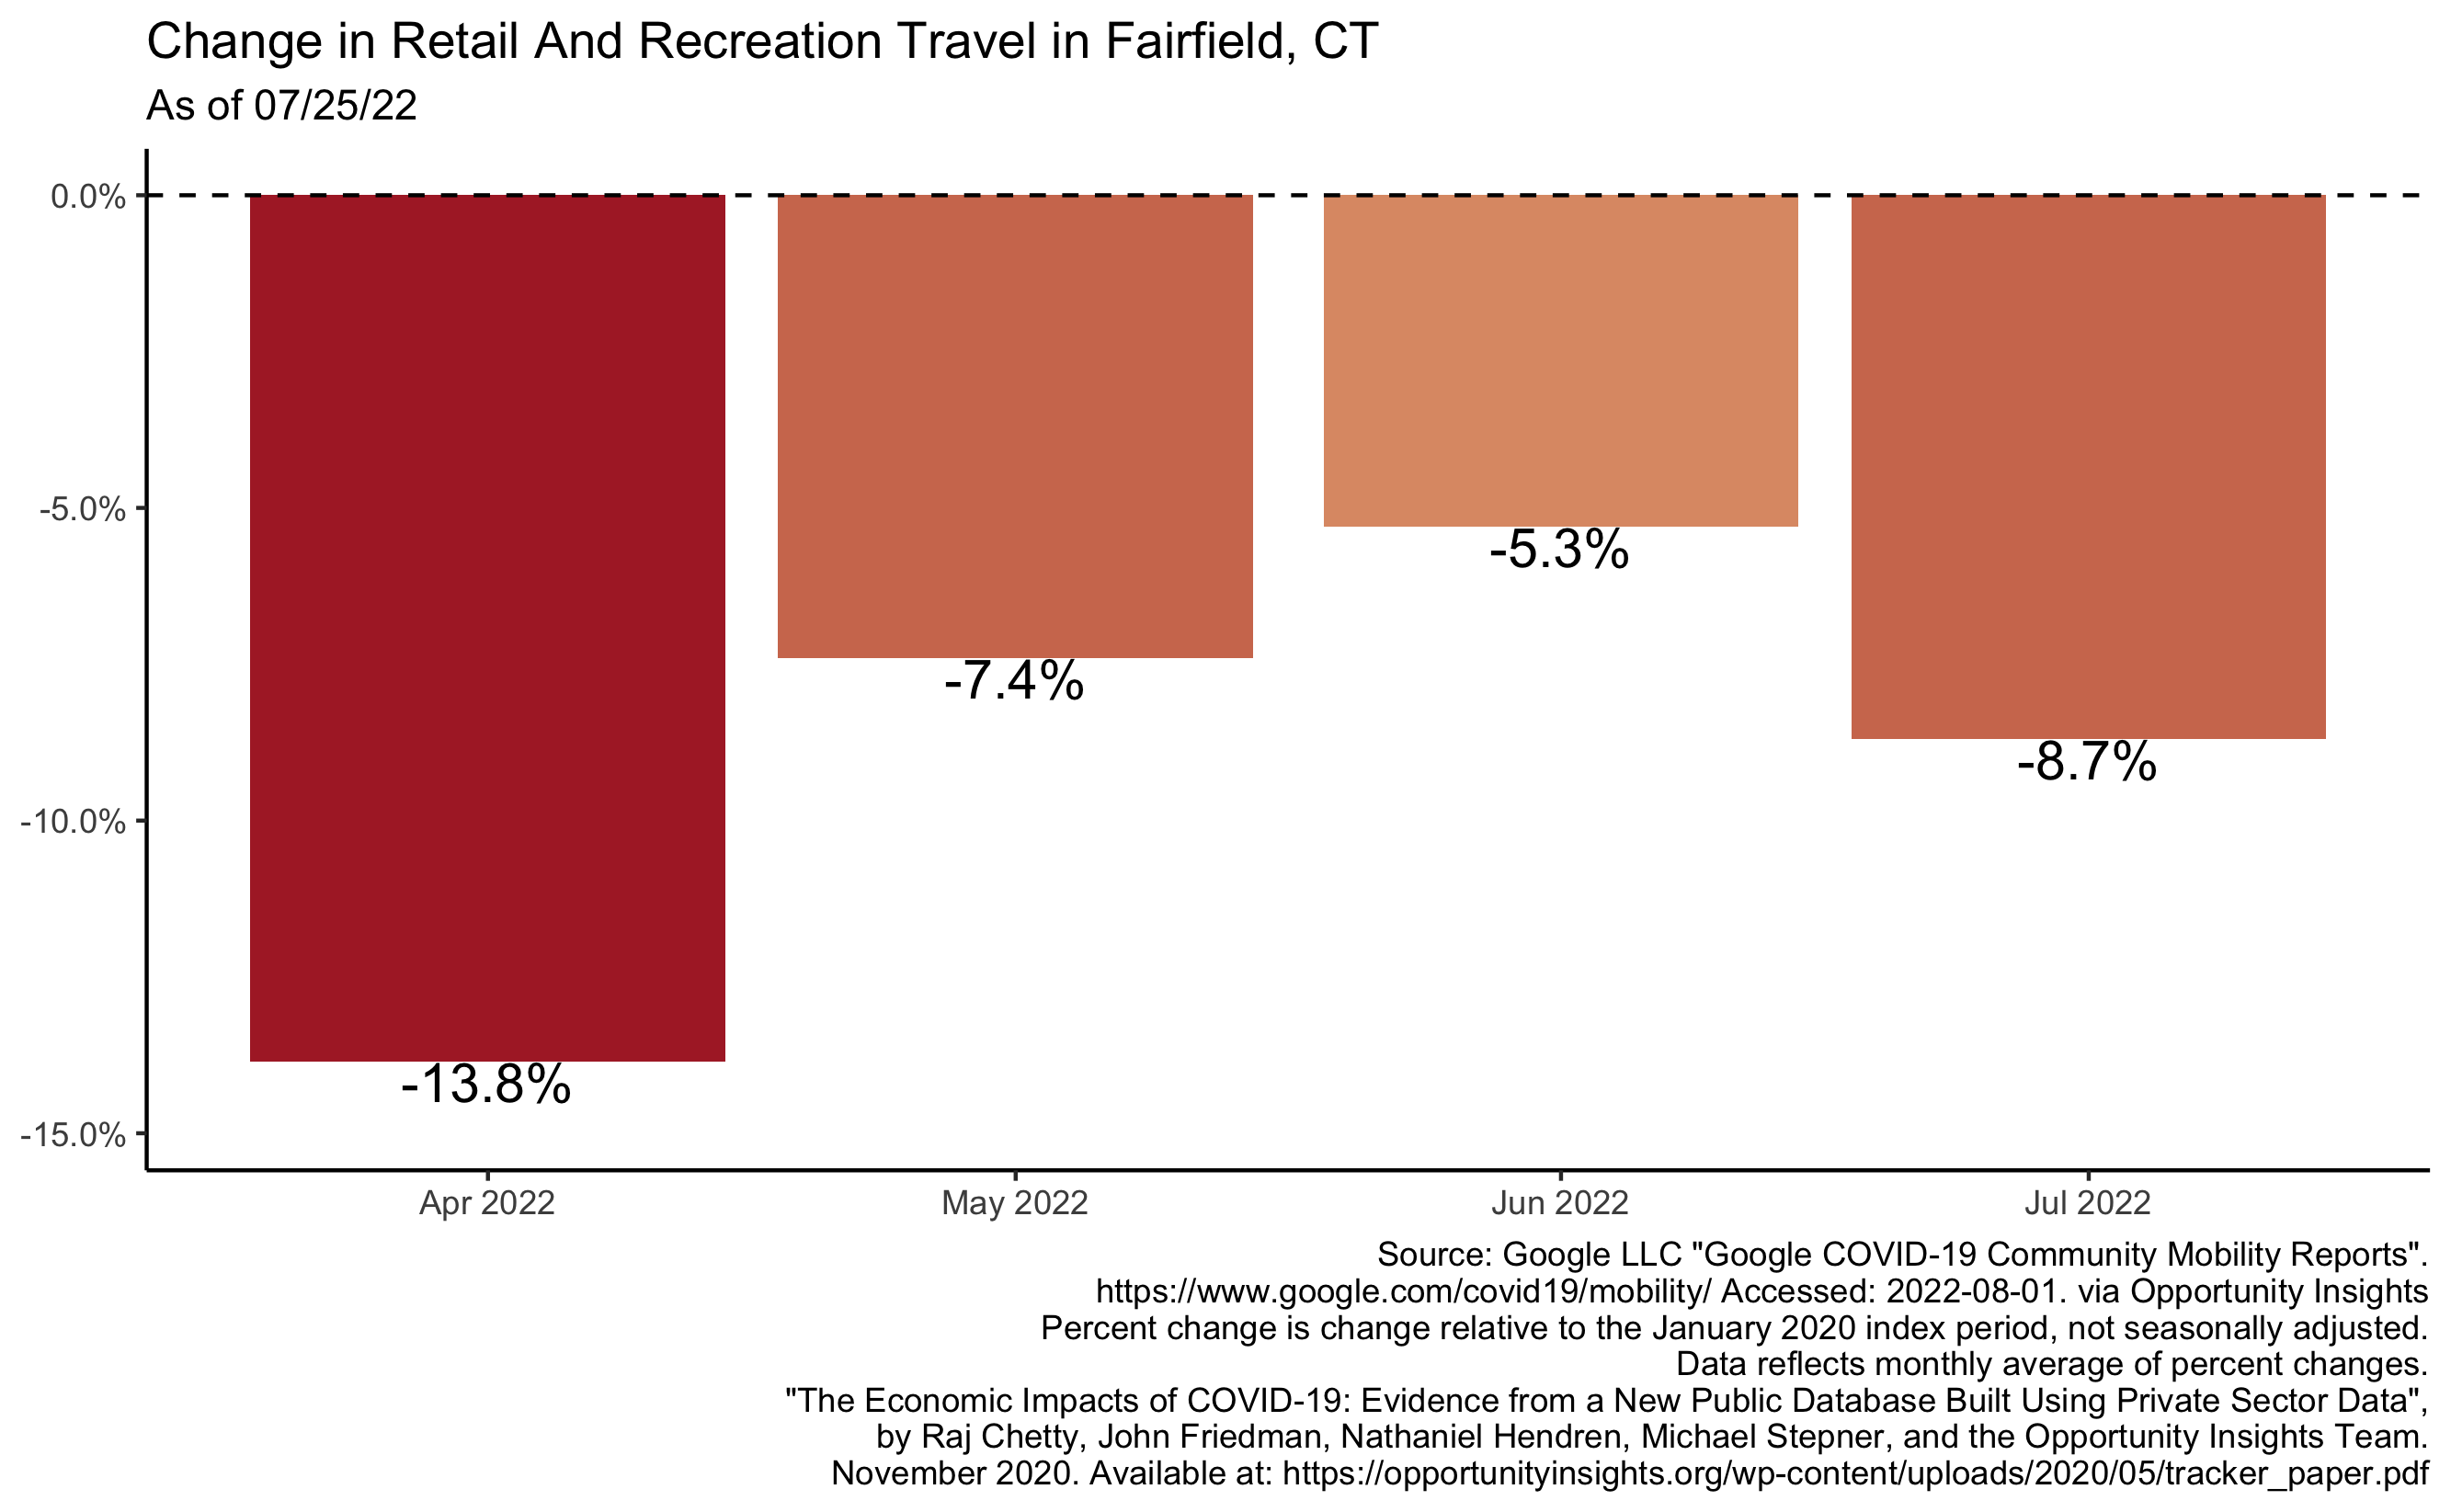 Change in Retail And Recreation Travel in Fairfield, CT
As of 07/25/22
0.0%
-5.0%
-10.0%
-15.0%
-13.8%
-7.4%
-5.3%
-8.7%
Apr 2022
May 2022
Jun 2022
Jul 2022
Source: Google LLC "Google COVID-19 Community Mobility Reports".
https://www.google.com/covid19/mobility/ Accessed: 2022-08-01. via Opportunity Insights
Percent change is change relative to the January 2020 index period, not seasonally adjusted.
Data reflects monthly average of percent changes.
"The Economic Impacts of COVID-19: Evidence from a New Public Database Built Using Private Sector Data",
by Raj Chetty, John Friedman, Nathaniel Hendren, Michael Stepner, and the Opportunity Insights Team.
November 2020. Available at: https://opportunityinsights.org/wp-content/uploads/2020/05/tracker_paper.pdf